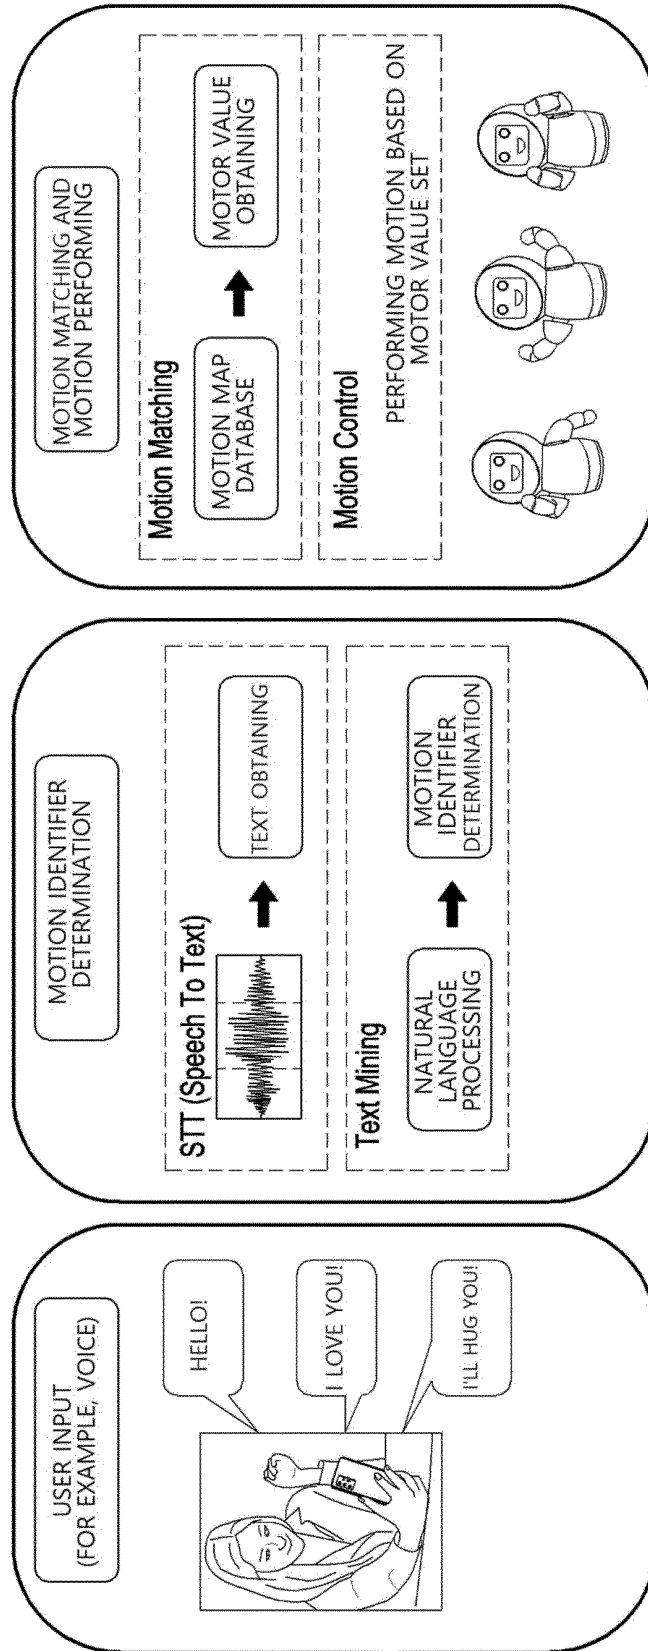 USER INPUT
(FOR EXAMPLE, VOICE)
HELLO!
I LOVE YOU!
I'LL HUG YOU!
MOTION IDENTIFIER
DETERMINATION
STT (Speech To Text)
TEXT OBTAINING
Text Mining
NATURAL
LANGUAGE
PROCESSING
MOTION
IDENTIFIER
DETERMINATION
MOTION MATCHING AND
MOTION PERFORMING
Motion Matching
MOTION MAP
DATABASE
MOTOR VALUE
OBTAINING
Motion Control
PERFORMING MOTION BASED ON
MOTOR VALUE SET